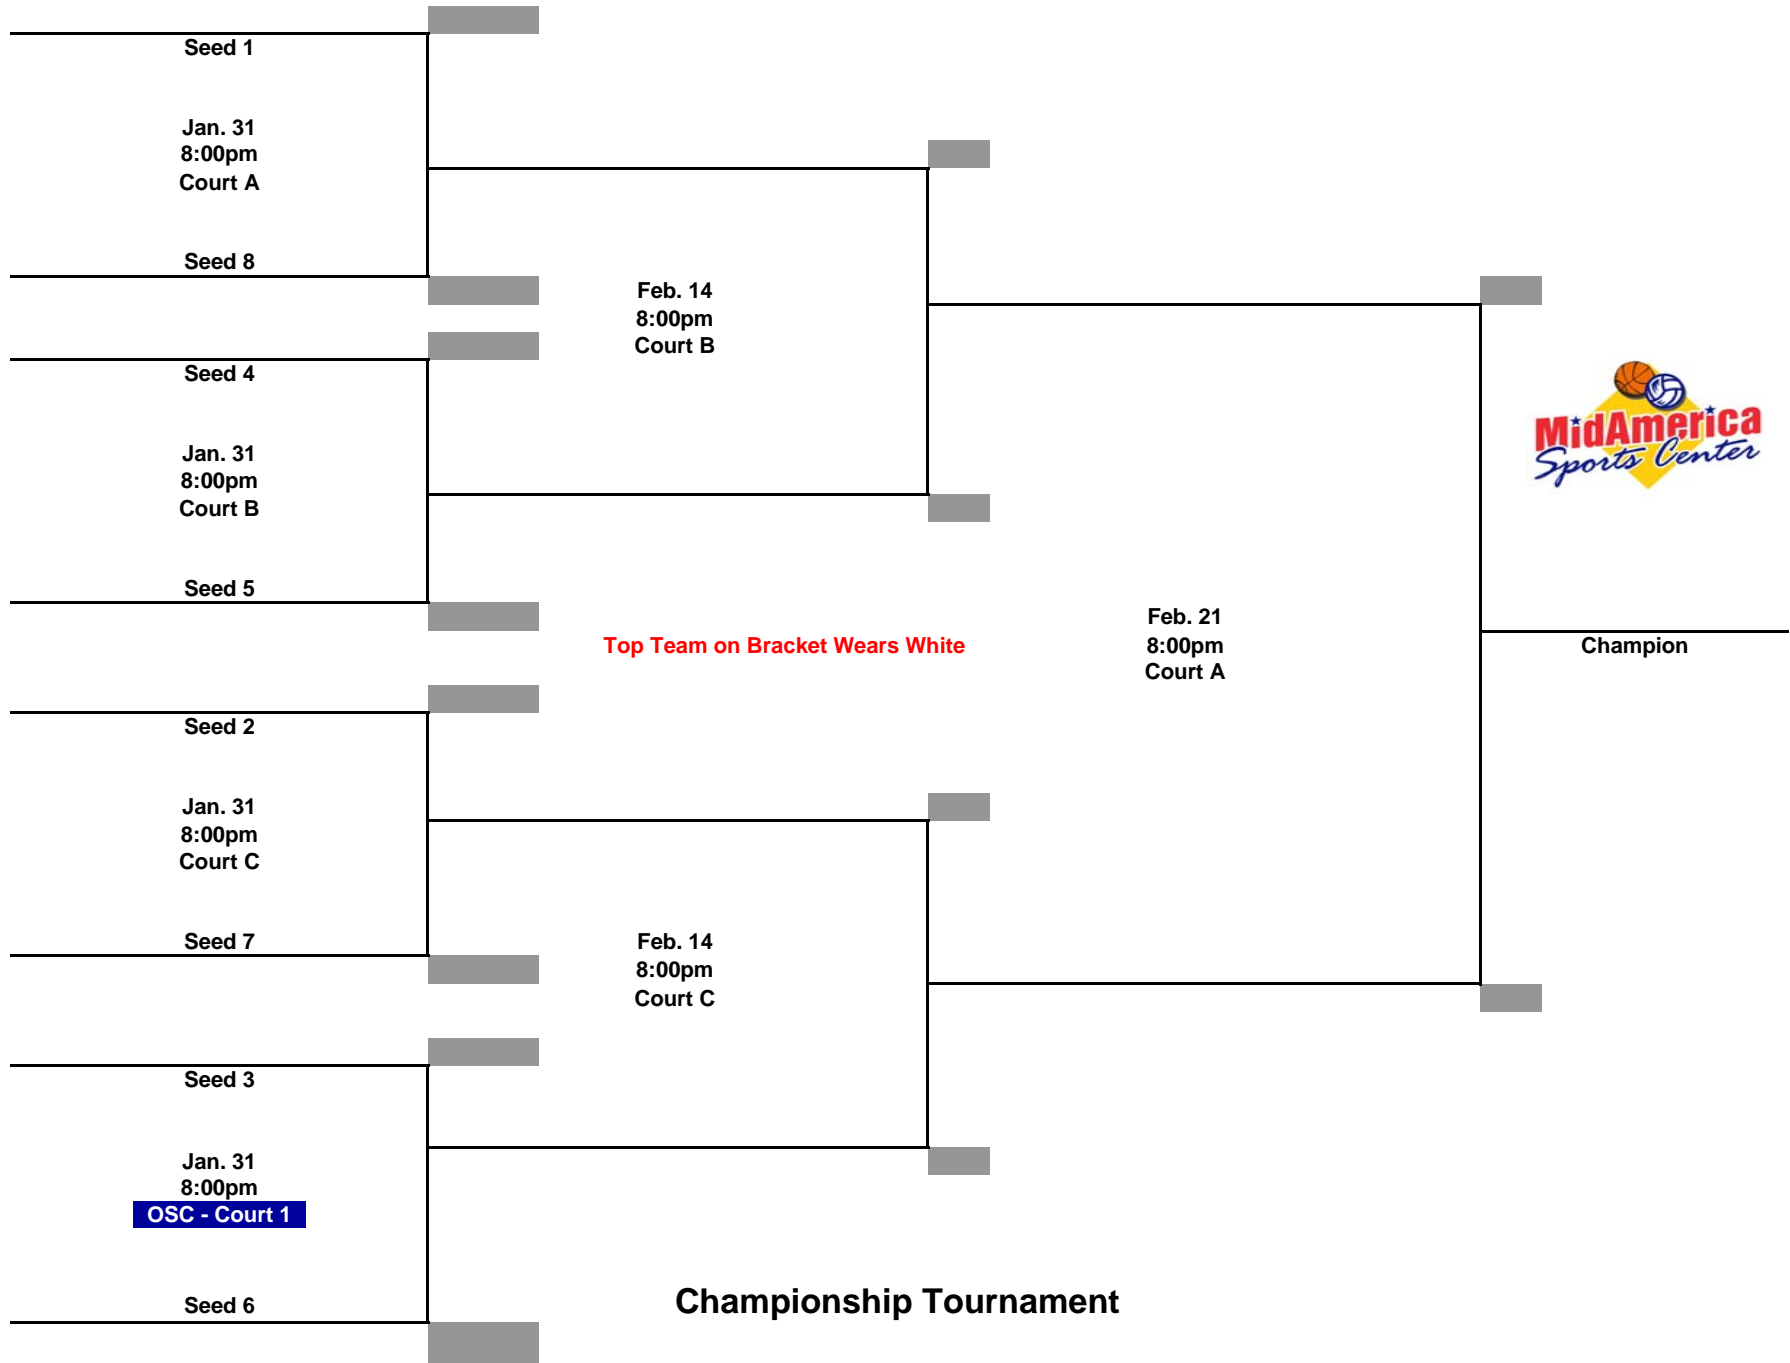 Seed 1
Jan. 31
8:00pm
Court A
Seed 8
Feb. 14
8:00pm
Court B
Seed 4
Jan. 31
8:00pm
Court B
Seed 5
MidAmerica
Sports Center
Top Team on Bracket Wears White
Feb. 21
8:00pm
Court A
Champion
Seed 2
Jan. 31
8:00pm
Court C
Seed 7
Feb. 14
8:00pm
Court C
Seed 3
Jan. 31
8:00pm
OSC - Court 1
Seed 6
Championship Tournament